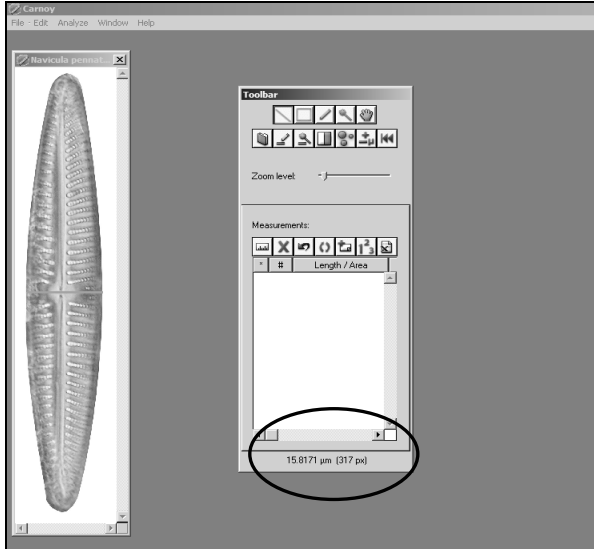 Carnoy
File - Edit Analyze Window Help
Navicula pennat...
Toolbar
Zoom level:
Measurements:
* # Length / Area
15.8171 µm (317 px)